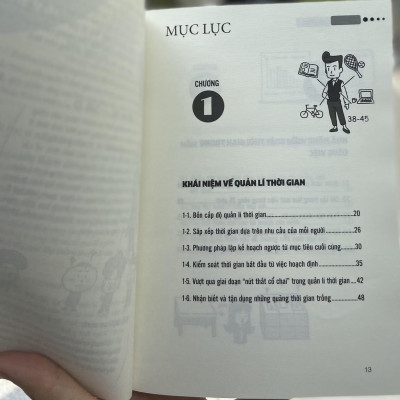 MỤC LỤC
CHƯƠNG
1
38-45
KHÁI NIỆM VỀ QUẢN LÍ THỜI GIAN
1-1. Bốn cấp độ quản lí thời gian............20
1-2. Sắp xếp thời gian dựa trên nhu cầu của mỗi người............26
1-3. Phương pháp lập kế hoạch ngược từ mục tiêu cuối cùng............30
1-4. Kiểm soát thời gian bắt đầu từ việc hoạch định............35
1-5. Vượt qua giai đoạn "nút thắt cổ chai" trong quản lí thời gian....42
1-6. Nhận biết và tận dụng những quãng thời gian trống............48
13